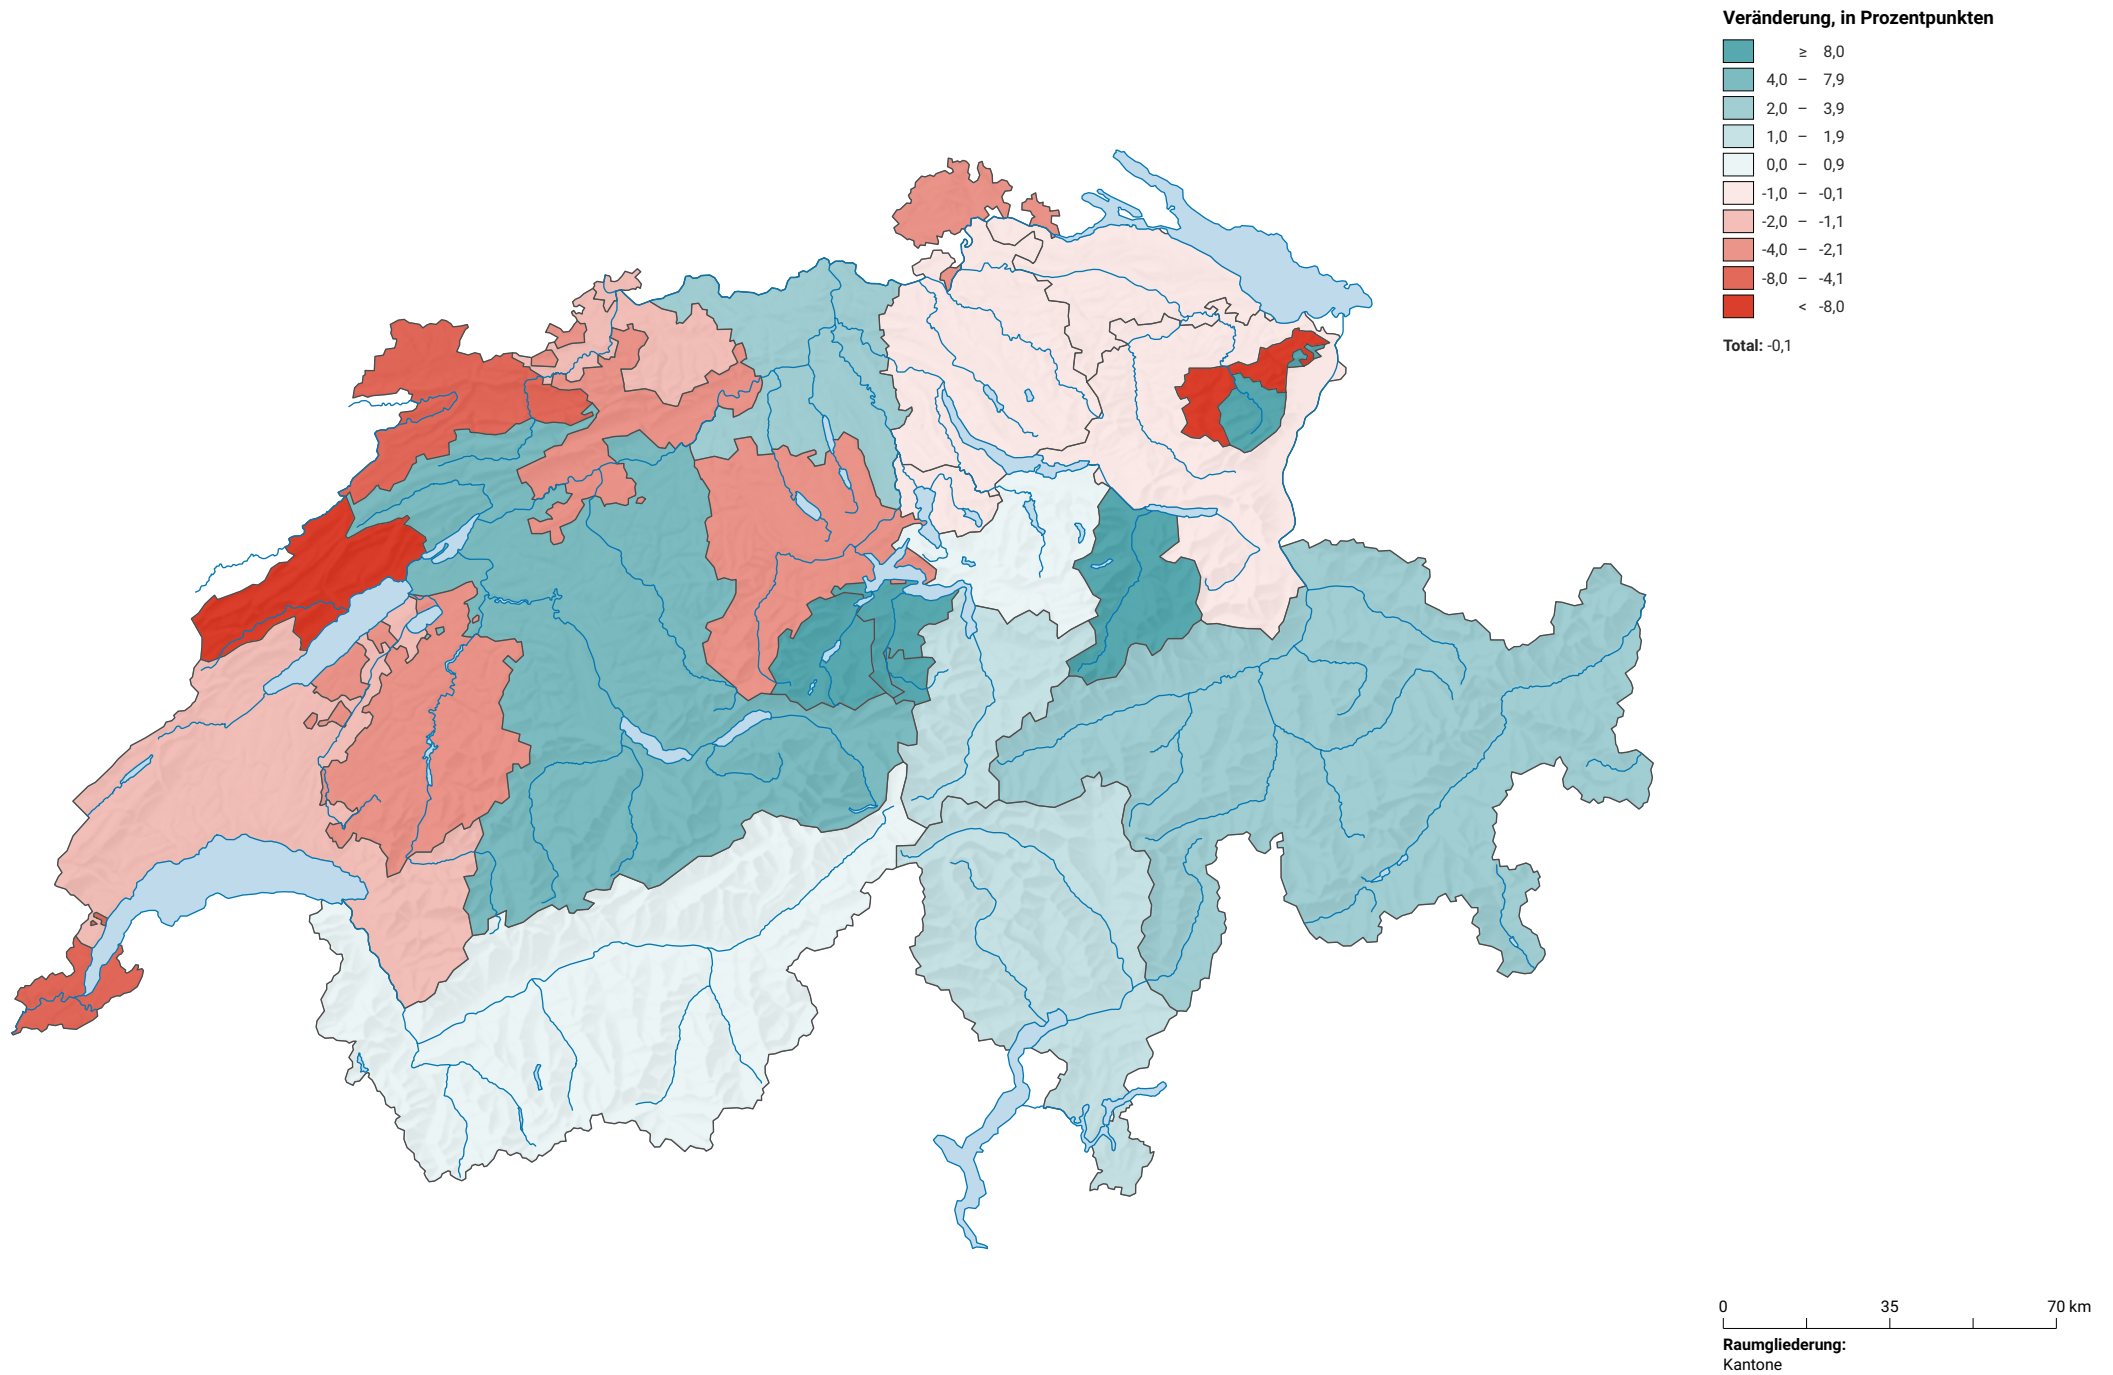 Veränderung, in Prozentpunkten
≥ 8,0
4,0 – 7,9
2,0 – 3,9
1,0 – 1,9
0,0 – 0,9
-1,0 – -0,1
-2,0 – -1,1
-4,0 – -2,1
-8,0 – -4,1
< -8,0
Total: -0,1
0 35 70 km
Raumgliederung:
Kantone